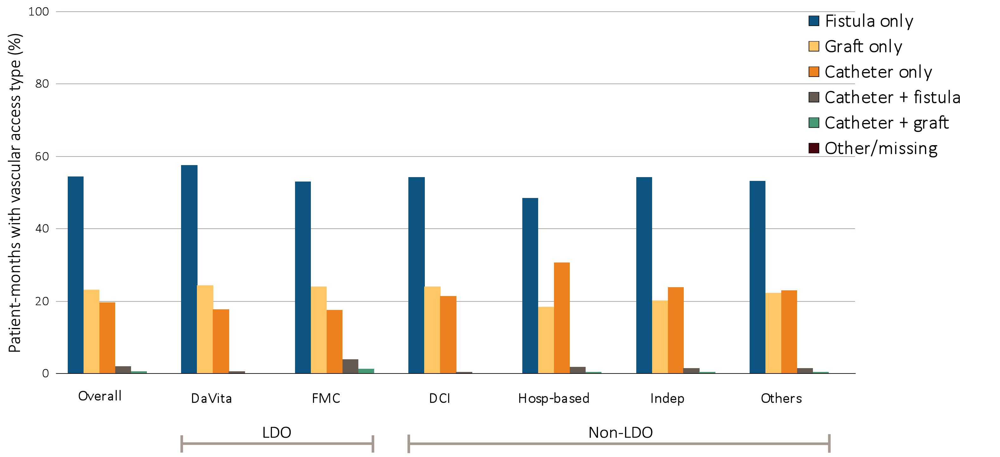 Patient-months with vascular access type (%)
100
80
60
40
20
0
Fistula only
Graft only
Catheter only
Catheter + fistula
Catheter + graft
Other/missing
Overall
DaVita
FMC
DCI
Hosp-based
Indep
Others
LDO
Non-LDO